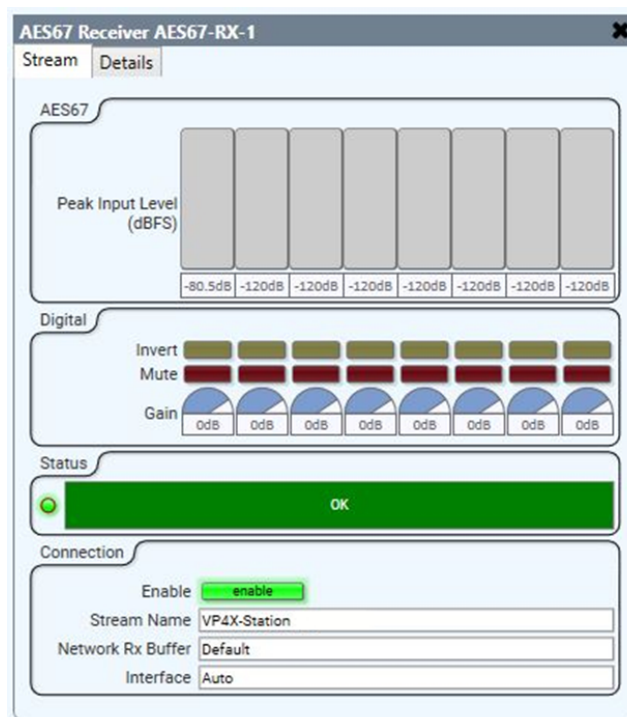 AES67 Receiver AES67-RX-1
Stream Details
AES67
Peak Input Level
(dBFS)
-80.5dB -120dB -120dB -120dB -120dB -120dB -120dB -120dB
Digital
Invert
Mute
Gain
0dB 0dB 0dB 0dB 0dB 0dB 0dB 0dB
Status
OK
Connection
Enable enable
Stream Name VP4X-Station
Network Rx Buffer Default
Interface Auto